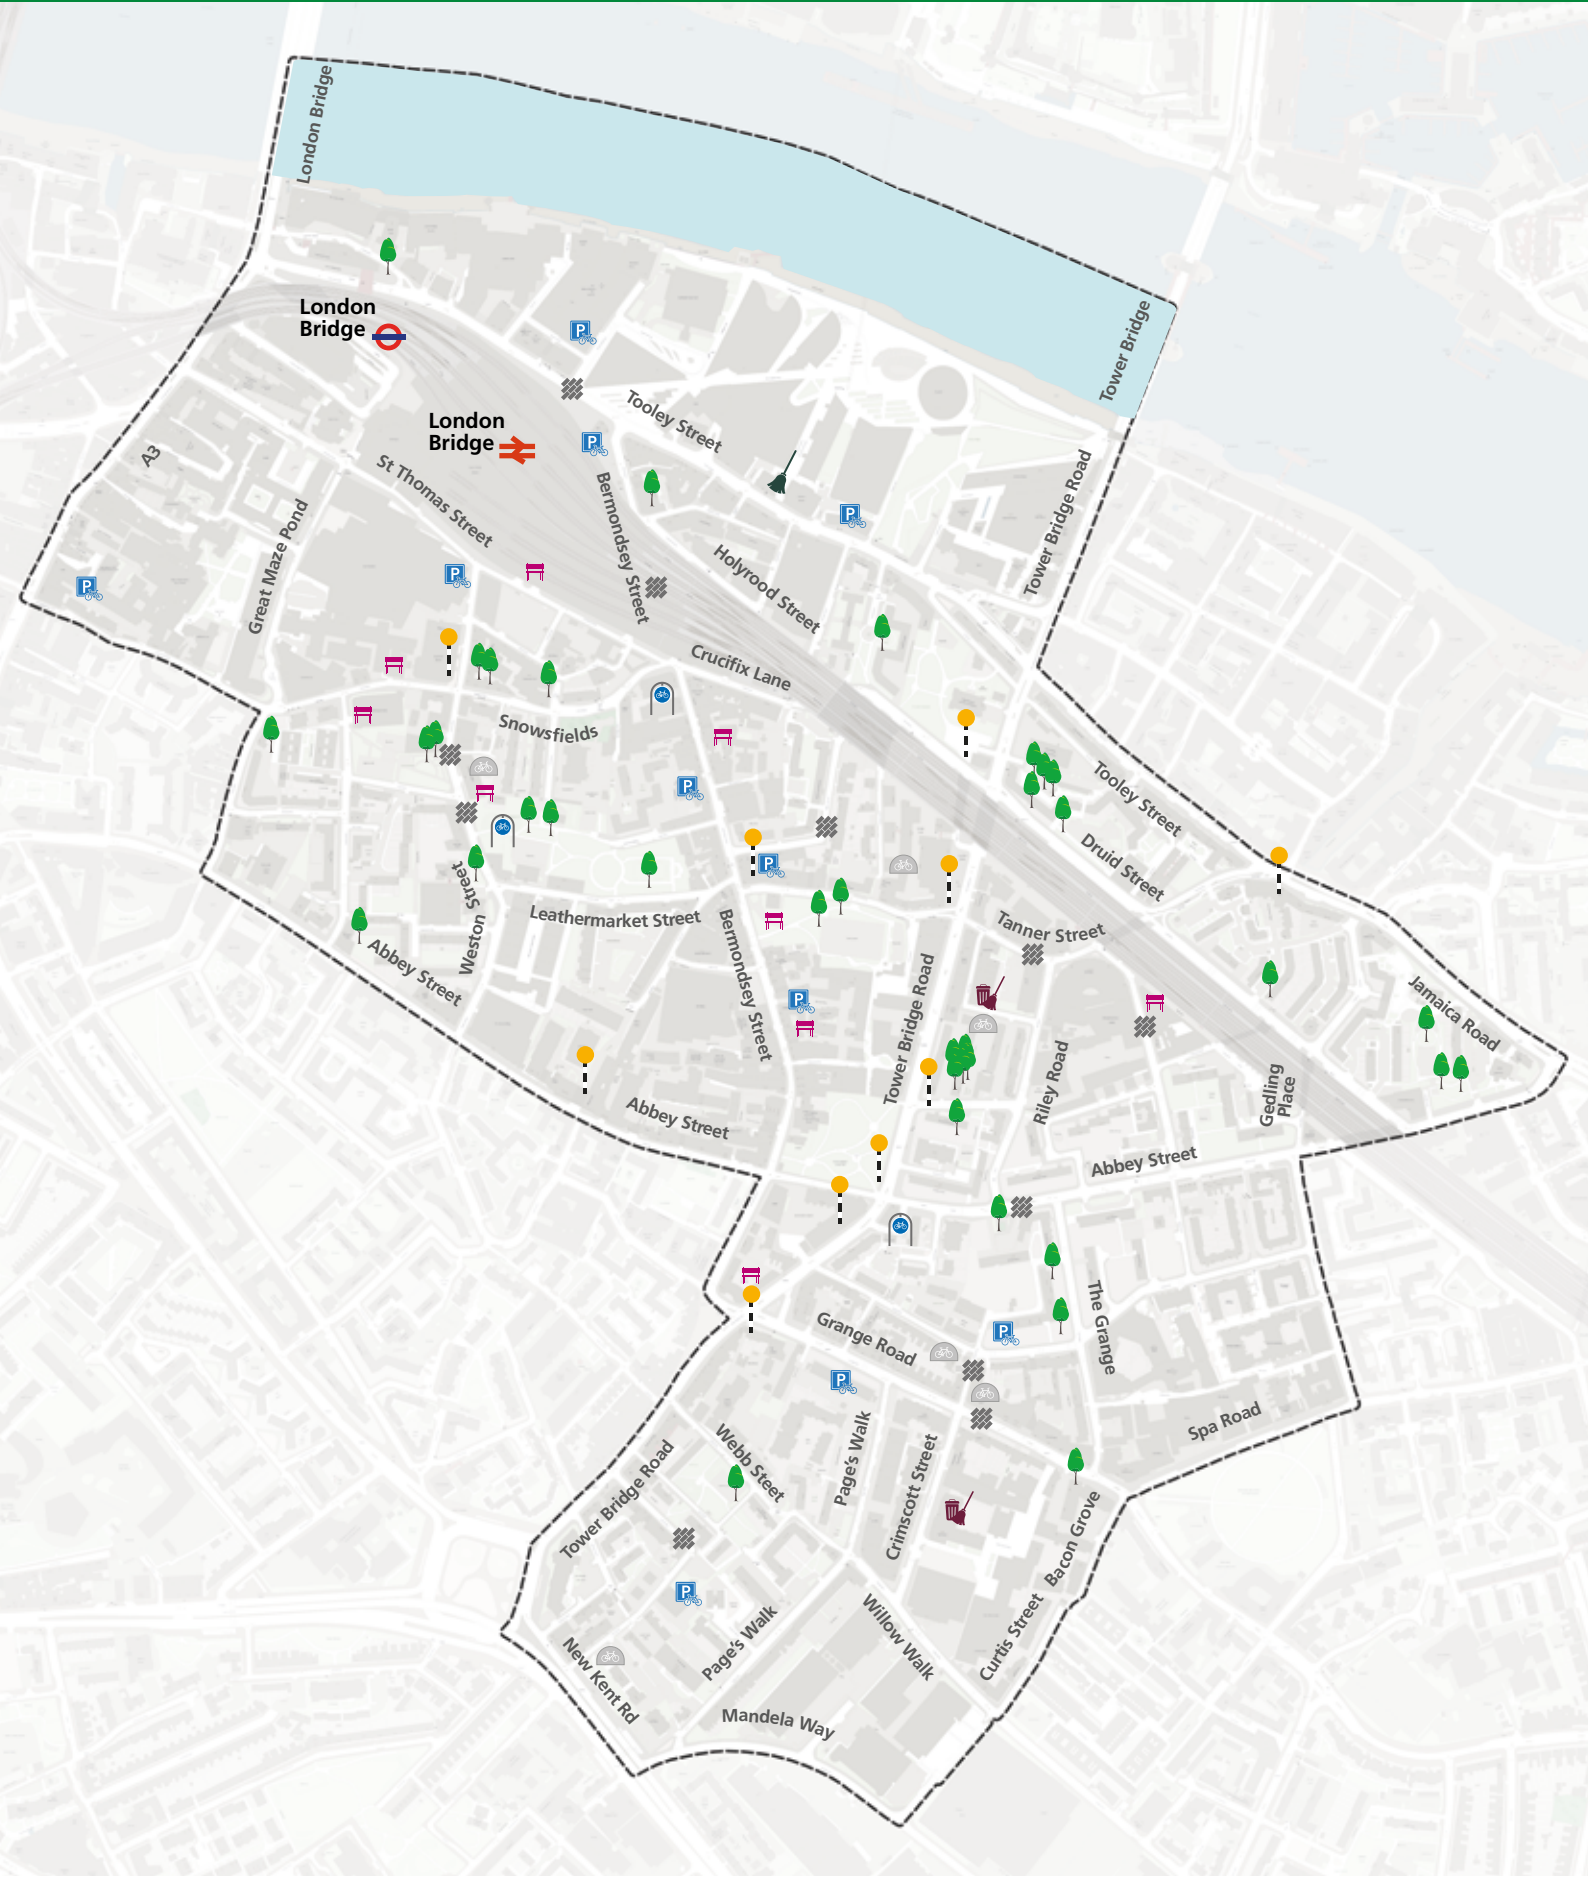 London Bridge
London
Bridge
Tower Bridge
London
Bridge
Tooley Street
A3
St Thomas Street
Tower Bridge Road
Bermondsey Street
Great Maze Pond
Holyrood Street
Crucifix Lane
Snowsfields
Tooley Street
Druid Street
Weston Street
Leathermarket Street
Tanner Street
Abbey Street
Bermondsey Street
Tower Bridge Road
Jamaica Road
Riley Road
Gedling
Place
Abbey Street
Abbey Street
Grange Road
The Grange
Spa Road
Webb Steet
Page's Walk
Crimscott Street
Tower Bridge Road
Bacon Grove
Page's Walk
Willow Walk
Curtis Street
New Kent Rd
Mandela Way
P
P
P
P
P
P
P
P
P
P
P